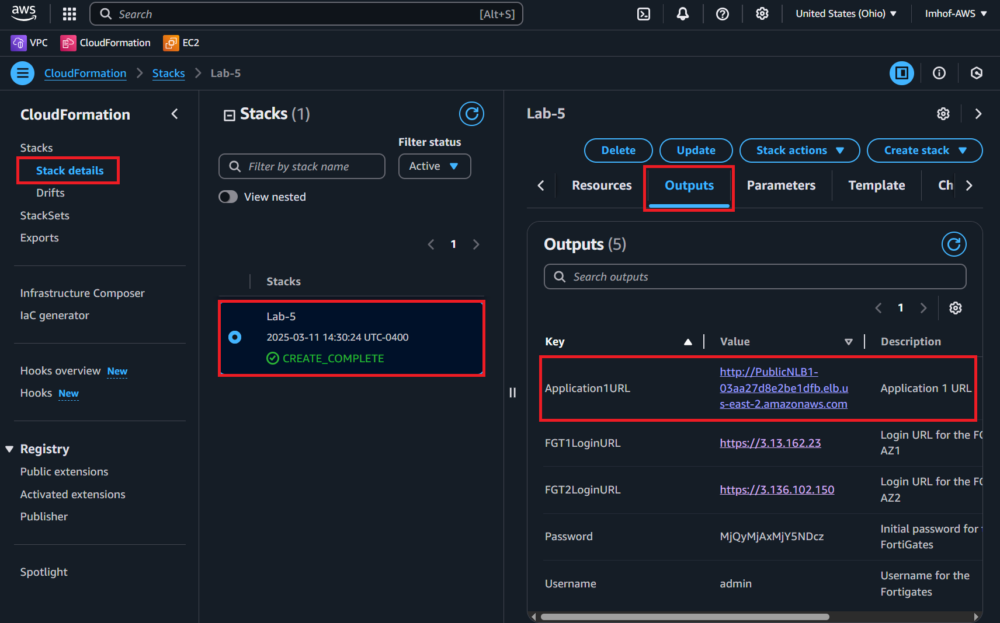 aws
Search
[Alt+S]
United States (Ohio)
Imhof-AWS
VPC
CloudFormation
EC2
CloudFormation
Stacks
Lab-5
CloudFormation
Stacks
Stack details
Drifts
StackSets
Exports
Infrastructure Composer
IaC generator
Hooks overview New
Hooks New
Registry
Public extensions
Activated extensions
Publisher
Spotlight
Stacks (1)
Filter status
Filter by stack name
Active
View nested
1
Stacks
Lab-5
2025-03-11 14:30:24 UTC-0400
CREATE_COMPLETE
Lab-5
Delete
Update
Stack actions
Create stack
Resources
Outputs
Parameters
Template
Ch
Outputs (5)
Search outputs
1
Key
Value
Description
Application1URL
http://PublicNLB1-
03aa27d8e2be1dfb.elb.u
s-east-2.amazonaws.com
Application 1 URL
FGT1LoginURL
https://3.13.162.23
Login URL for the FG
AZ1
FGT2LoginURL
https://3.136.102.150
Login URL for the FG
AZ2
Password
MjQyMjAxMjY5NDcz
Initial password for
FortiGates
Username
admin
Username for the
Fortigates